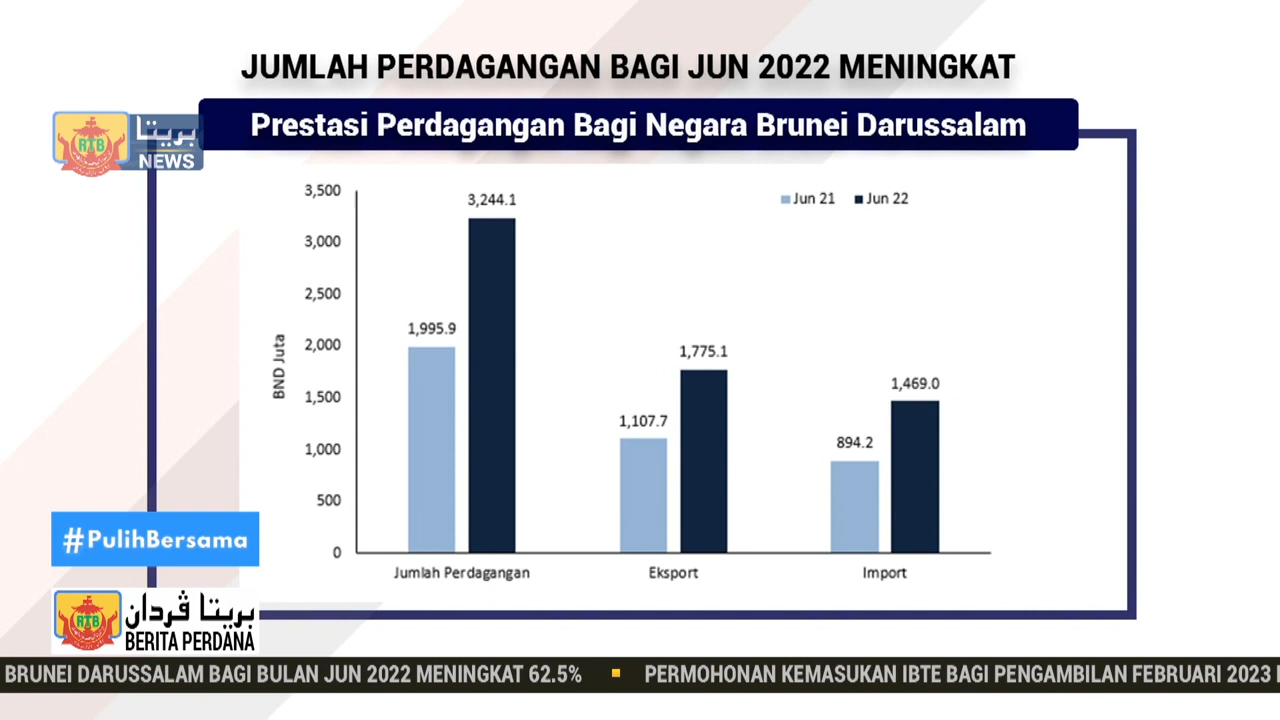 JUMLAH PERDAGANGAN BAGI JUN 2022 MENINGKAT
Prestasi Perdagangan Bagi Negara Brunei Darussalam
بريتا
RTB
NEWS
3,500
3,000
2,500
2,000
1,500
1,000
500
0
BND Juta
Jun 21
Jun 22
1,995.9
3,244.1
1,107.7
1,775.1
894.2
1,469.0
Jumlah Perdagangan
Eksport
Import
#PulihBersama
بريتا ڤردان
RTB
BERITA PERDANA
BRUNEI DARUSSALAM BAGI BULAN JUN 2022 MENINGKAT 62.5%
PERMOHONAN KEMASUKAN IBTE BAGI PENGAMBILAN FEBRUARI 2023